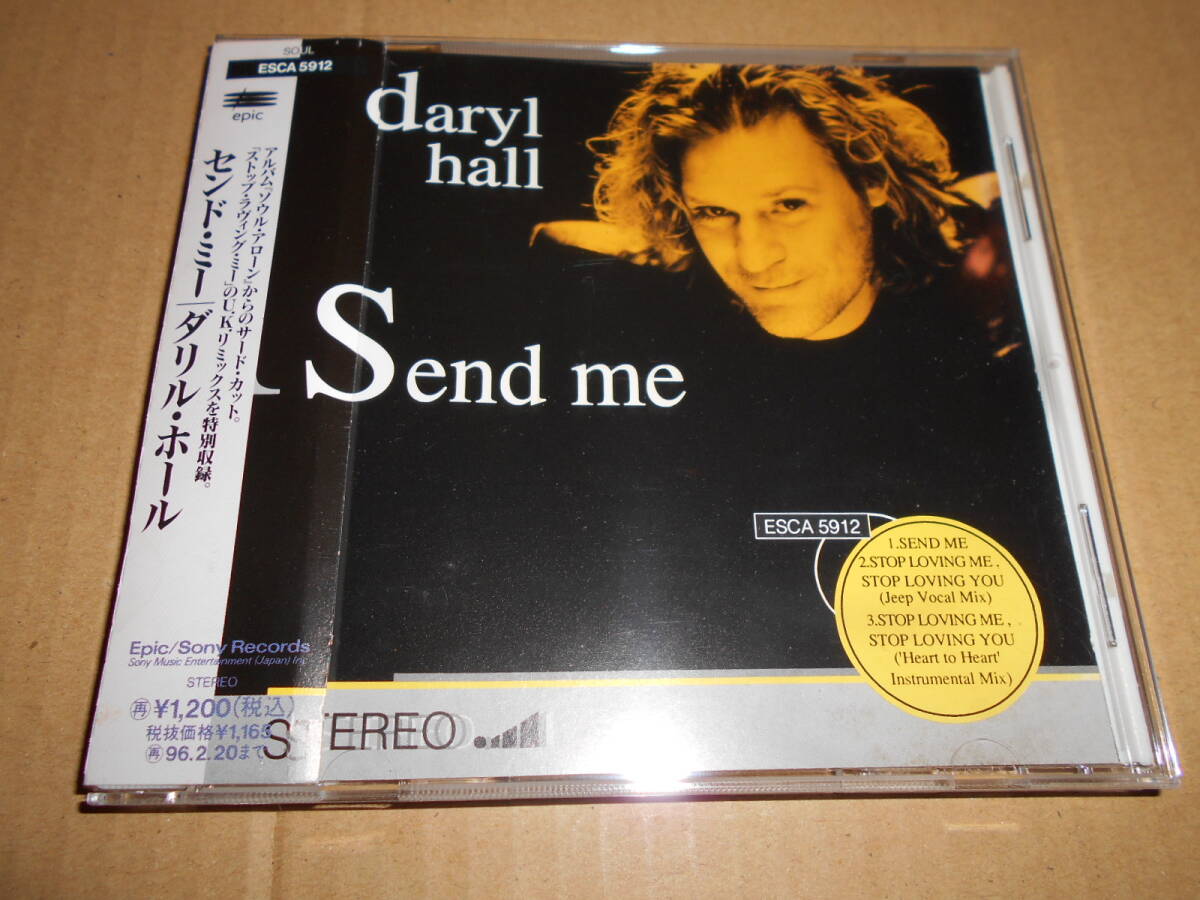 SOUL
ESCA 5912
epic
アルバム『ソウル・アローン』からのサード・カット。
「ストップ・ラヴィング・ミー」のU.K.リミックスを特別収録。
センド・ミー/ダリル・ホール
Epic/Sony Records
Sony Music Entertainment (Japan) Inc.
STEREO
再¥1,200(税込)
税抜価格¥1,165
再96.2.20まで
daryl
hall
Send me
ESCA 5912
1.SEND ME
2.STOP LOVING ME,
STOP LOVING YOU
(Jeep Vocal Mix)
3.STOP LOVING ME,
STOP LOVING YOU
('Heart to Heart'
Instrumental Mix)
STEREO